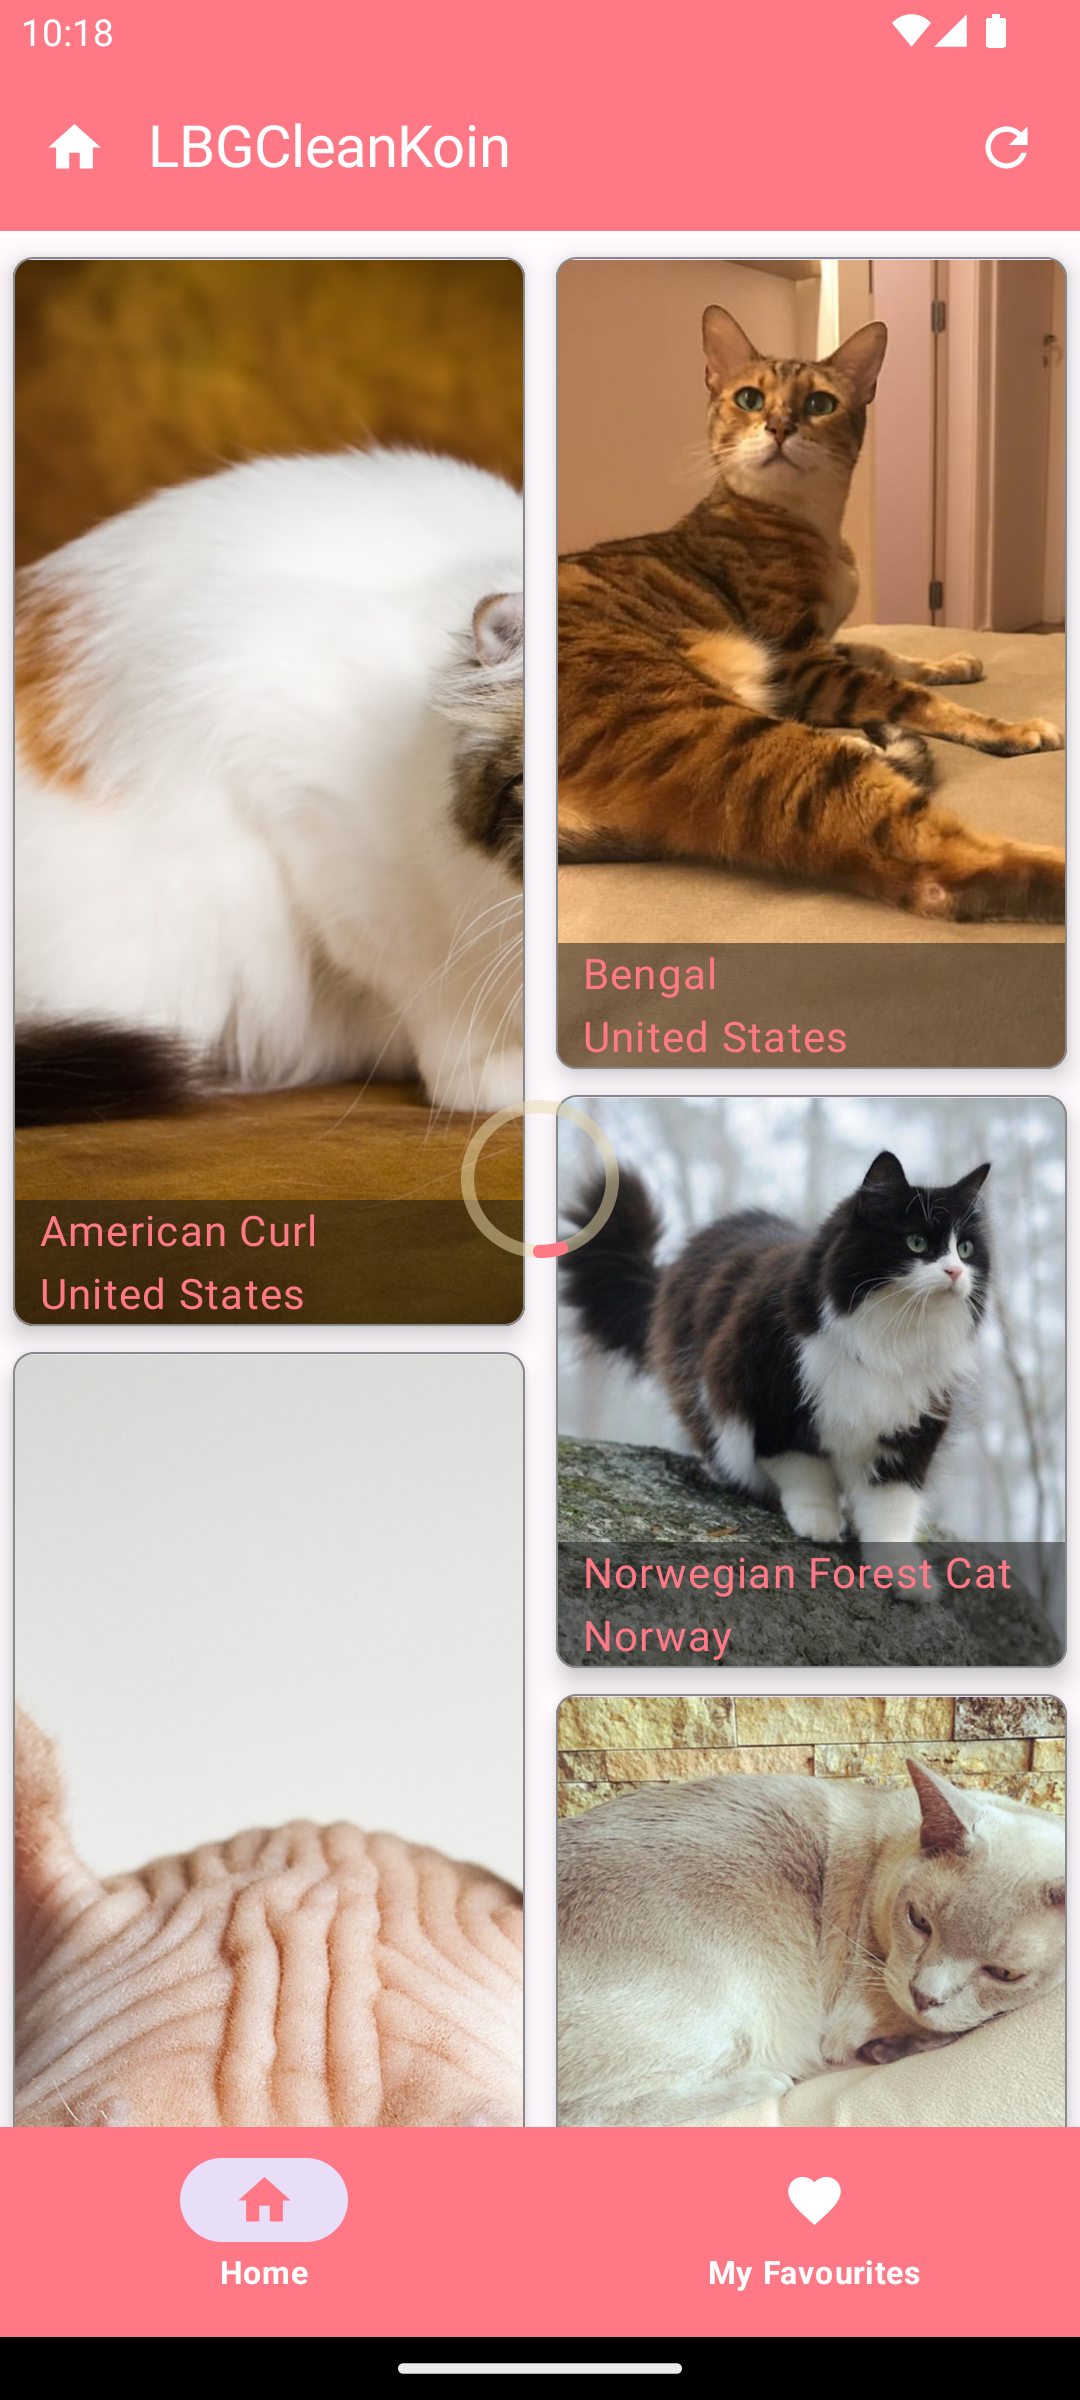 10:18
LBGCleanKoin
American Curl
United States
Bengal
United States
Norwegian Forest Cat
Norway
Home
My Favourites